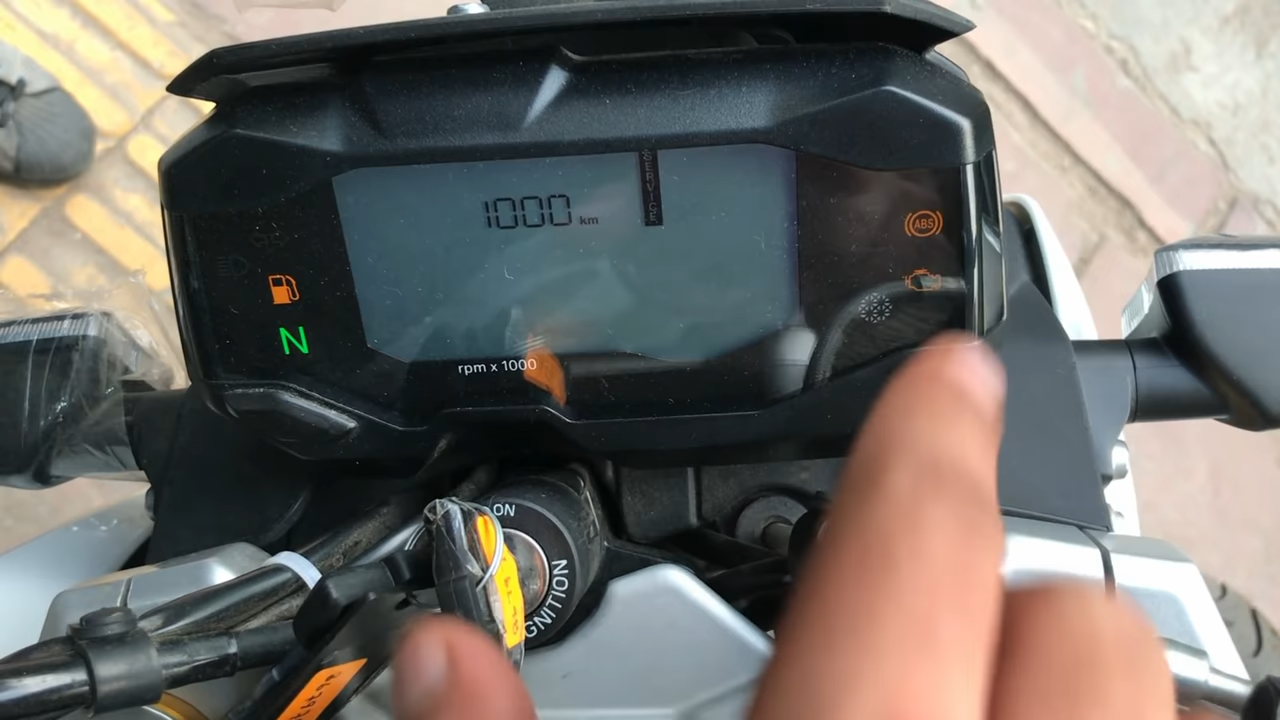 SERVICE
1000 km
ABS
N
rpm x 1000
ON
IGNITION